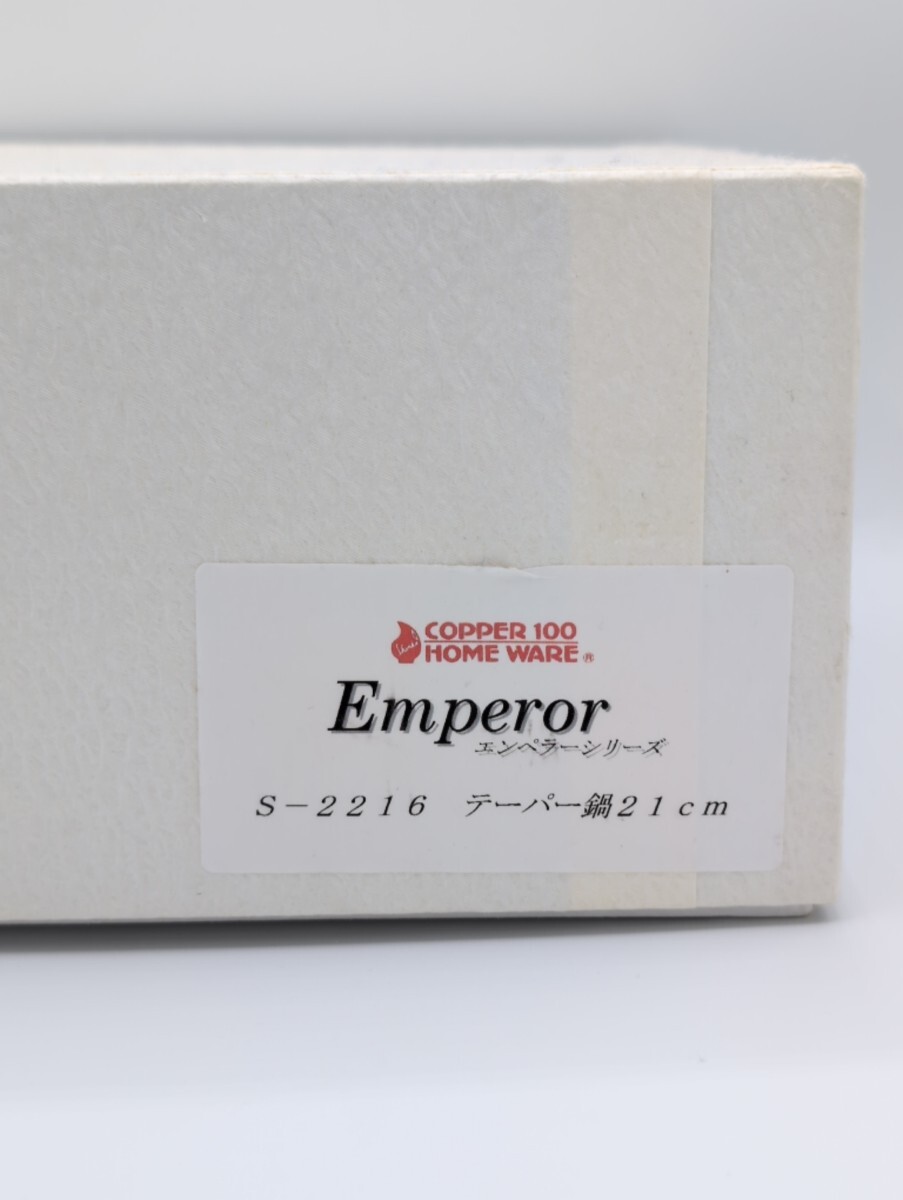 COPPER 100
HOME WARE ®
Emperor
エンペラーシリーズ
S－２２１６　テーパー鍋２１ｃｍ